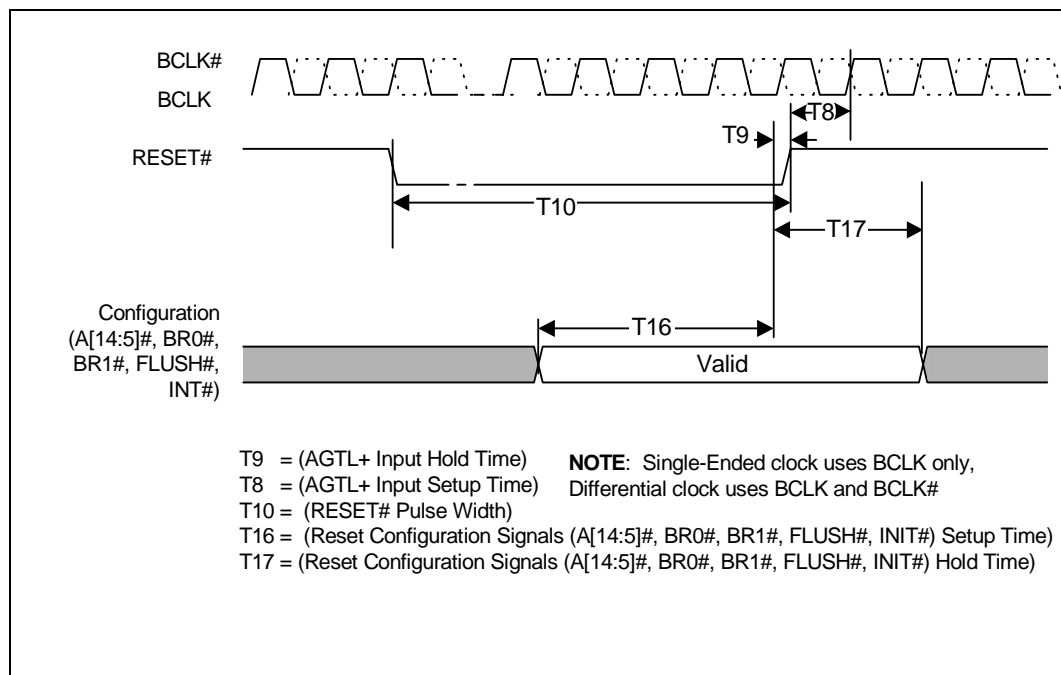 BCLK#
BCLK
T8
T9
RESET#
T10
T17
Configuration
(A[14:5]#, BR0#,
BR1#, FLUSH#,
INT#)
T16
Valid
T9 = (AGTL+ Input Hold Time)
T8 = (AGTL+ Input Setup Time)
T10 = (RESET# Pulse Width)
NOTE: Single-Ended clock uses BCLK only,
Differential clock uses BCLK and BCLK#
T16 = (Reset Configuration Signals (A[14:5]#, BR0#, BR1#, FLUSH#, INIT#) Setup Time)
T17 = (Reset Configuration Signals (A[14:5]#, BR0#, BR1#, FLUSH#, INIT#) Hold Time)